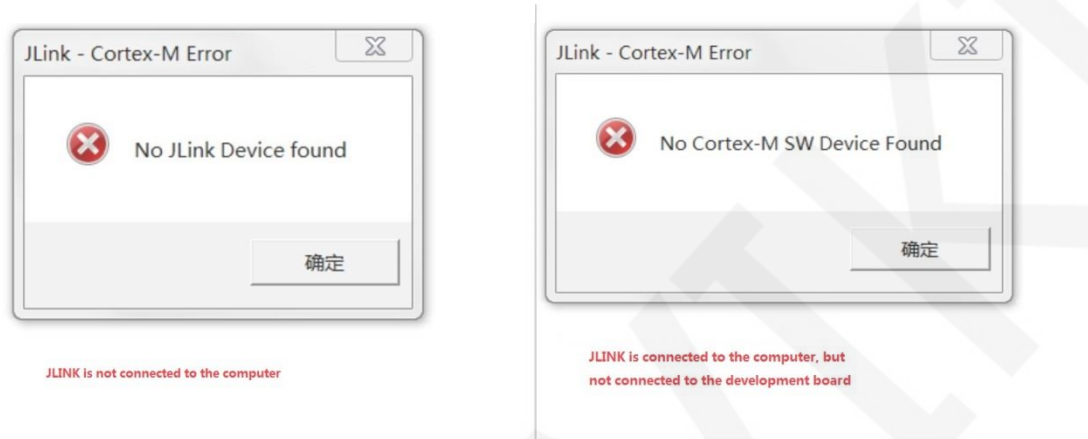 JLink - Cortex-M Error
No JLink Device found
确定
JLINK is not connected to the computer
JLink - Cortex-M Error
No Cortex-M SW Device Found
确定
JLINK is connected to the computer, but
not connected to the development board